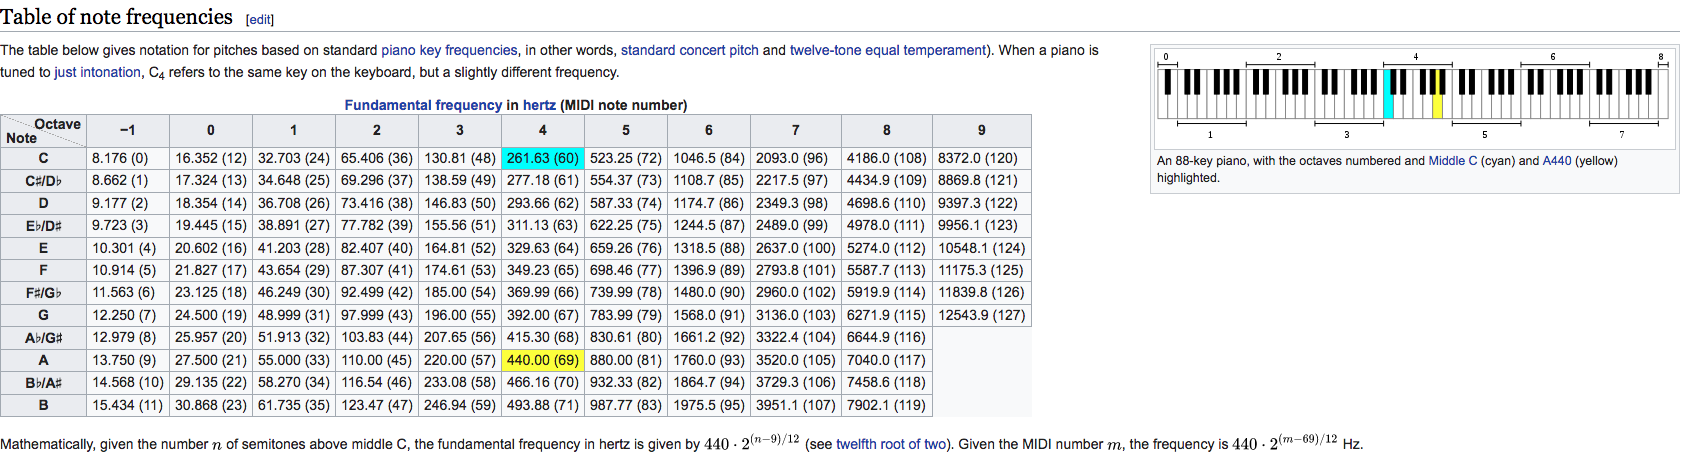 Table of note frequencies [edit]
The table below gives notation for pitches based on standard piano key frequencies, in other words, standard concert pitch and twelve-tone equal temperament). When a piano is
tuned to just intonation, C4 refers to the same key on the keyboard, but a slightly different frequency.
Fundamental frequency in hertz (MIDI note number)
Octave
Note
−1 0 1 2 3 4 5 6 7 8 9
C 8.176 (0) 16.352 (12) 32.703 (24) 65.406 (36) 130.81 (48) 261.63 (60) 523.25 (72) 1046.5 (84) 2093.0 (96) 4186.0 (108) 8372.0 (120)
C♯/D♭ 8.662 (1) 17.324 (13) 34.648 (25) 69.296 (37) 138.59 (49) 277.18 (61) 554.37 (73) 1108.7 (85) 2217.5 (97) 4434.9 (109) 8869.8 (121)
D 9.177 (2) 18.354 (14) 36.708 (26) 73.416 (38) 146.83 (50) 293.66 (62) 587.33 (74) 1174.7 (86) 2349.3 (98) 4698.6 (110) 9397.3 (122)
E♭/D♯ 9.723 (3) 19.445 (15) 38.891 (27) 77.782 (39) 155.56 (51) 311.13 (63) 622.25 (75) 1244.5 (87) 2489.0 (99) 4978.0 (111) 9956.1 (123)
E 10.301 (4) 20.602 (16) 41.203 (28) 82.407 (40) 164.81 (52) 329.63 (64) 659.26 (76) 1318.5 (88) 2637.0 (100) 5274.0 (112) 10548.1 (124)
F 10.914 (5) 21.827 (17) 43.654 (29) 87.307 (41) 174.61 (53) 349.23 (65) 698.46 (77) 1396.9 (89) 2793.8 (101) 5587.7 (113) 11175.3 (125)
F♯/G♭ 11.563 (6) 23.125 (18) 46.249 (30) 92.499 (42) 185.00 (54) 369.99 (66) 739.99 (78) 1480.0 (90) 2960.0 (102) 5919.9 (114) 11839.8 (126)
G 12.250 (7) 24.500 (19) 48.999 (31) 97.999 (43) 196.00 (55) 392.00 (67) 783.99 (79) 1568.0 (91) 3136.0 (103) 6271.9 (115) 12543.9 (127)
A♭/G♯ 12.979 (8) 25.957 (20) 51.913 (32) 103.83 (44) 207.65 (56) 415.30 (68) 830.61 (80) 1661.2 (92) 3322.4 (104) 6644.9 (116)
A 13.750 (9) 27.500 (21) 55.000 (33) 110.00 (45) 220.00 (57) 440.00 (69) 880.00 (81) 1760.0 (93) 3520.0 (105) 7040.0 (117)
B♭/A♯ 14.568 (10) 29.135 (22) 58.270 (34) 116.54 (46) 233.08 (58) 466.16 (70) 932.33 (82) 1864.7 (94) 3729.3 (106) 7458.6 (118)
B 15.434 (11) 30.868 (23) 61.735 (35) 123.47 (47) 246.94 (59) 493.88 (71) 987.77 (83) 1975.5 (95) 3951.1 (107) 7902.1 (119)
Mathematically, given the number n of semitones above middle C, the fundamental frequency in hertz is given by 440 · 2^(n−9)/12 (see twelfth root of two). Given the MIDI number m, the frequency is 440 · 2^(m−69)/12 Hz.
0 2 4 6 8
1 3 5 7
An 88-key piano, with the octaves numbered and Middle C (cyan) and A440 (yellow)
highlighted.